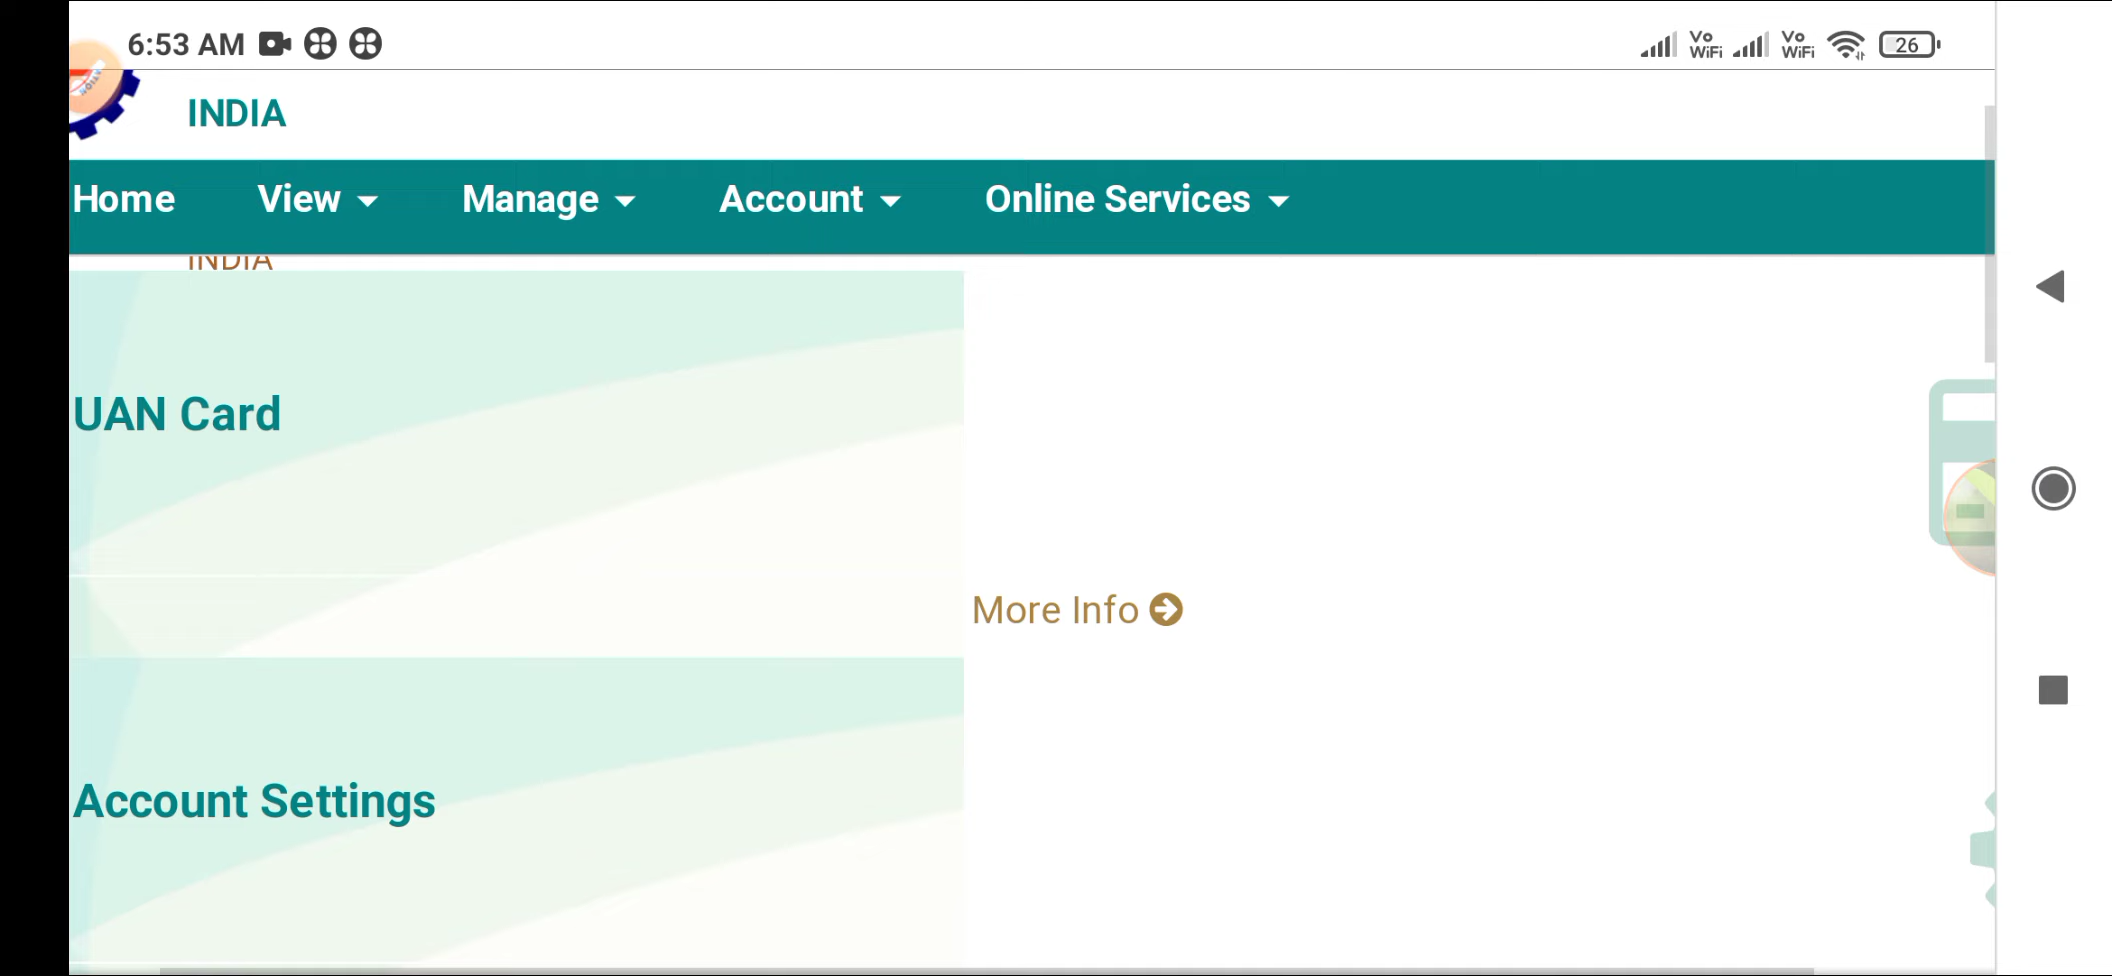 6:53 AM Vo WiFi Vo WiFi 26
INDIA
Home View Manage Account Online Services
INDIA
UAN Card
More Info
Account Settings